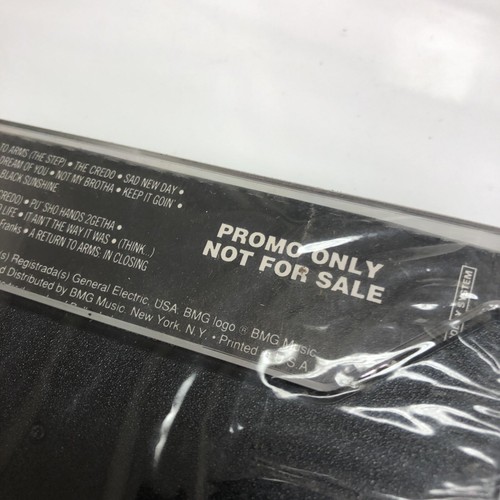 TO ARMS (THE STEP) • THE CREDO • SAD NEW DAY •
DREAM OF YOU • NOT MY BROTHA • KEEP IT GOIN' •
BLACK SUNSHINE
CREDO) • PU' SHO HANDS 2GETHA •
LIFE • IT AIN'T THE WAY IT WAS • (THINK...)
Franks • A RETURN TO ARMS: IN CLOSING
PROMO ONLY
NOT FOR SALE
(s) Registrada(s) General Electric, USA. BMG logo ® BMG Music
d Distributed by BMG Music. New York, N.Y. • Printed
S.A.
SYSTEM